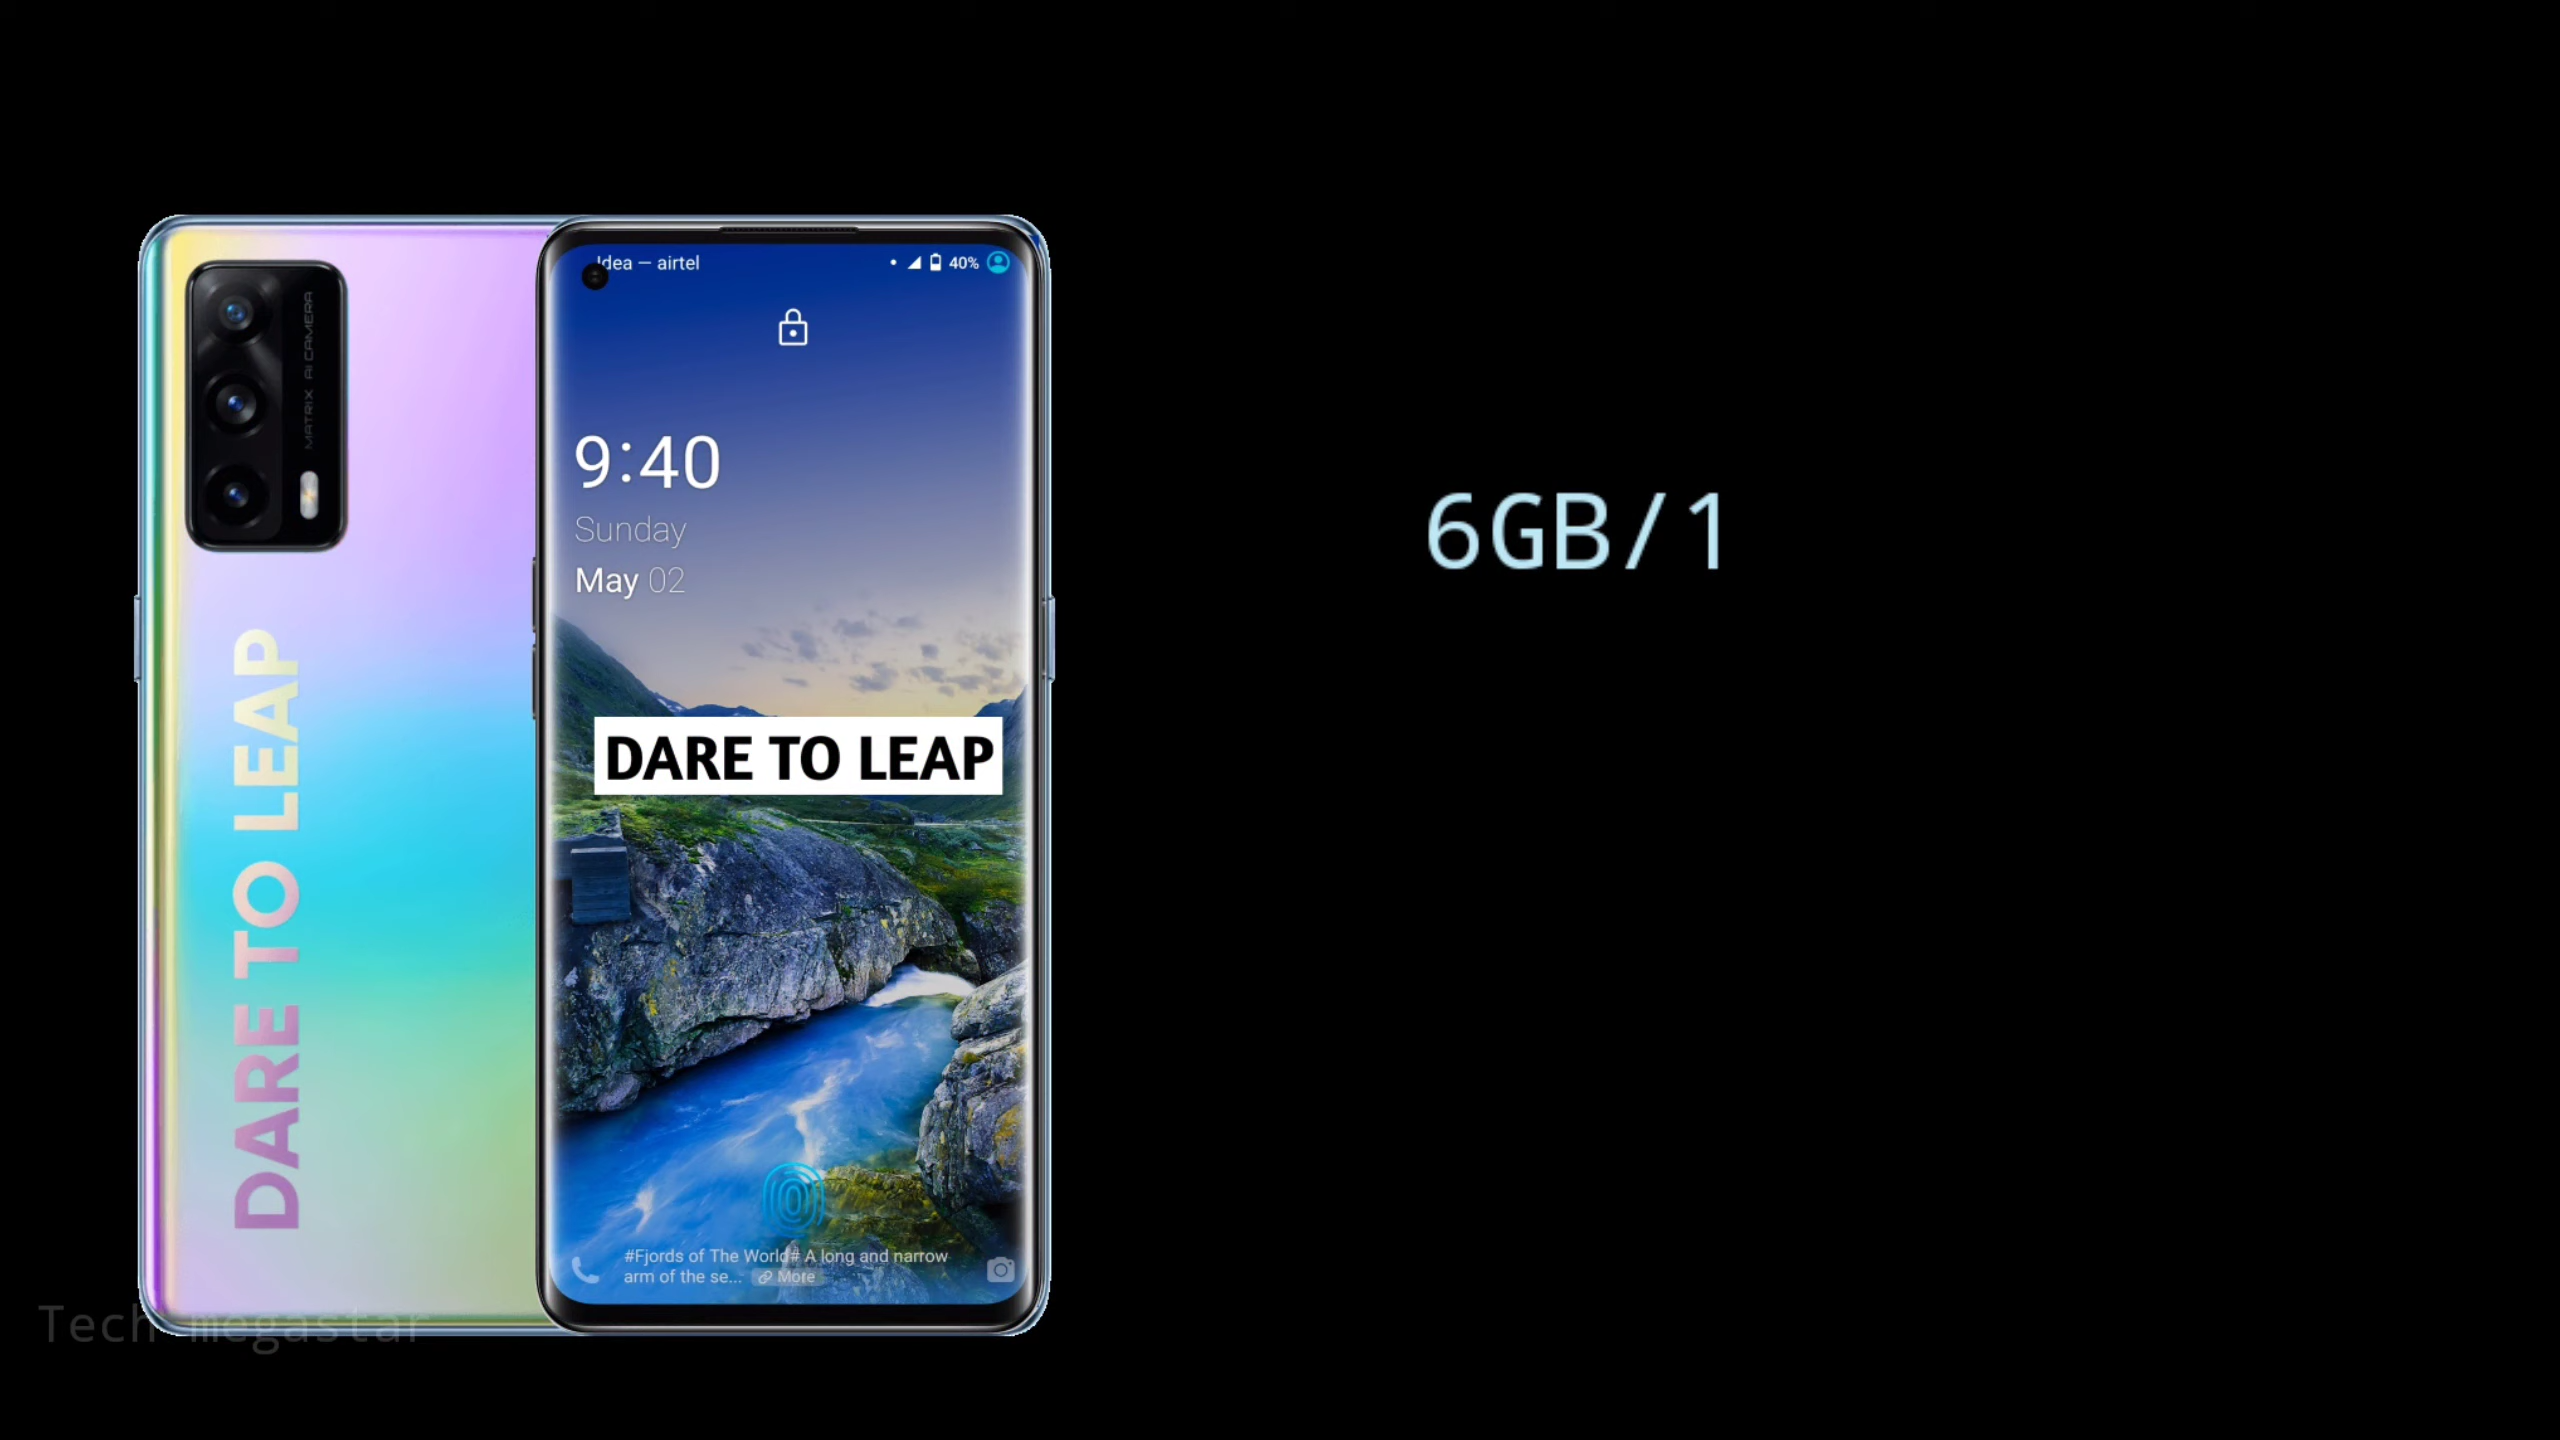 MATRIX AI CAMERA
DARE TO LEAP
Idea — airtel
40%
9:40
Sunday
May 02
DARE TO LEAP
#Fjords of The World# A long and narrow
arm of the se... More
6GB/1
Tech megastar